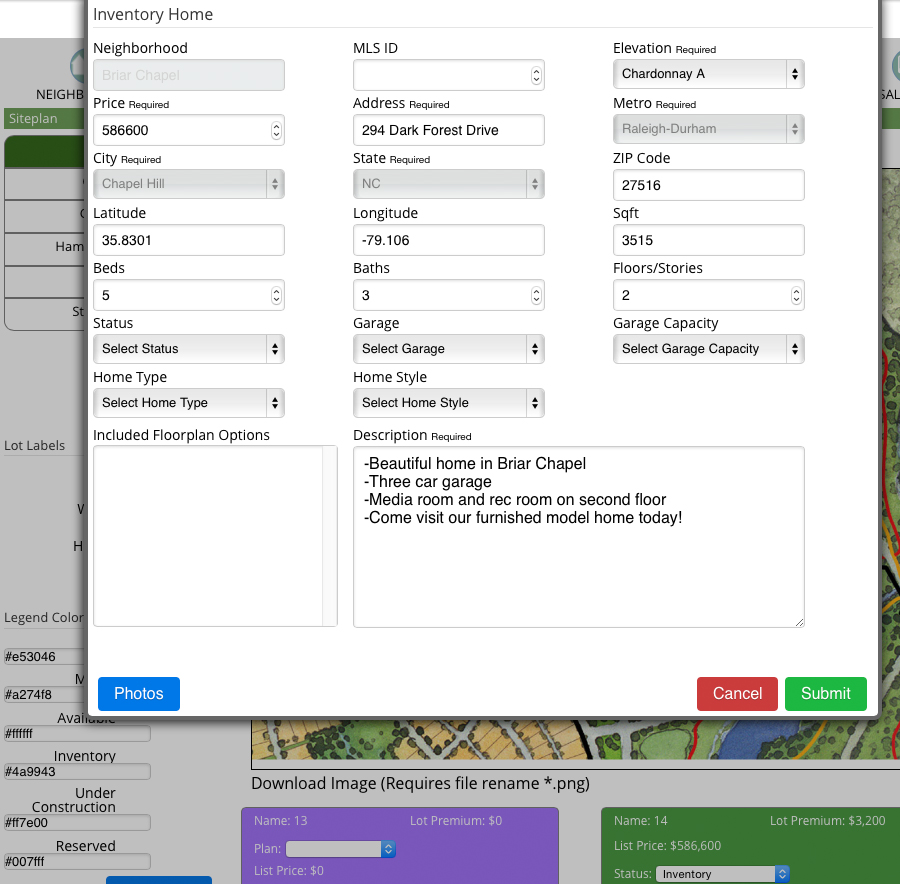 Inventory Home
Neighborhood
MLS ID
Elevation Required
Briar Chapel
Chardonnay A
Price Required
Address Required
Metro Required
586600
294 Dark Forest Drive
Raleigh-Durham
City Required
State Required
ZIP Code
Chapel Hill
NC
27516
Latitude
Longitude
Sqft
35.8301
-79.106
3515
Beds
Baths
Floors/Stories
5
3
2
Status
Garage
Garage Capacity
Select Status
Select Garage
Select Garage Capacity
Home Type
Home Style
Select Home Type
Select Home Style
Included Floorplan Options
Description Required
-Beautiful home in Briar Chapel
-Three car garage
-Media room and rec room on second floor
-Come visit our furnished model home today!
Photos
Cancel
Submit
NEIGHB
SAL
Siteplan
Ham
St
Lot Labels
W
H
Legend Color
#e53046
M
#a274f8
Available
#ffffff
Inventory
#4a9943
Under
Construction
#ff7e00
Reserved
#007fff
Download Image (Requires file rename *.png)
Name: 13
Lot Premium: $0
Plan:
List Price: $0
Name: 14
Lot Premium: $3,200
List Price: $586,600
Status: Inventory